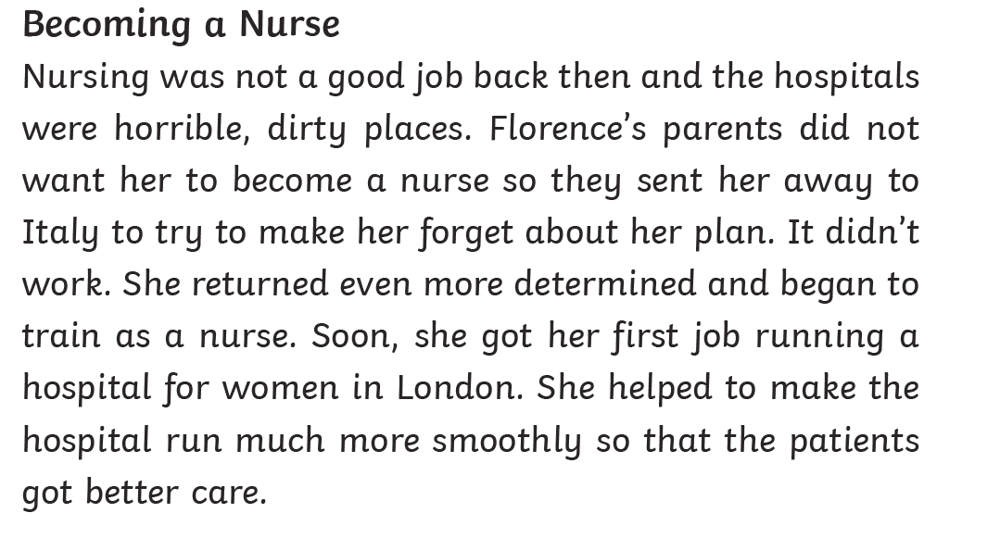 Becoming a Nurse
Nursing was not a good job back then and the hospitals
were horrible, dirty places. Florence’s parents did not
want her to become a nurse so they sent her away to
Italy to try to make her forget about her plan. It didn’t
work. She returned even more determined and began to
train as a nurse. Soon, she got her first job running a
hospital for women in London. She helped to make the
hospital run much more smoothly so that the patients
got better care.